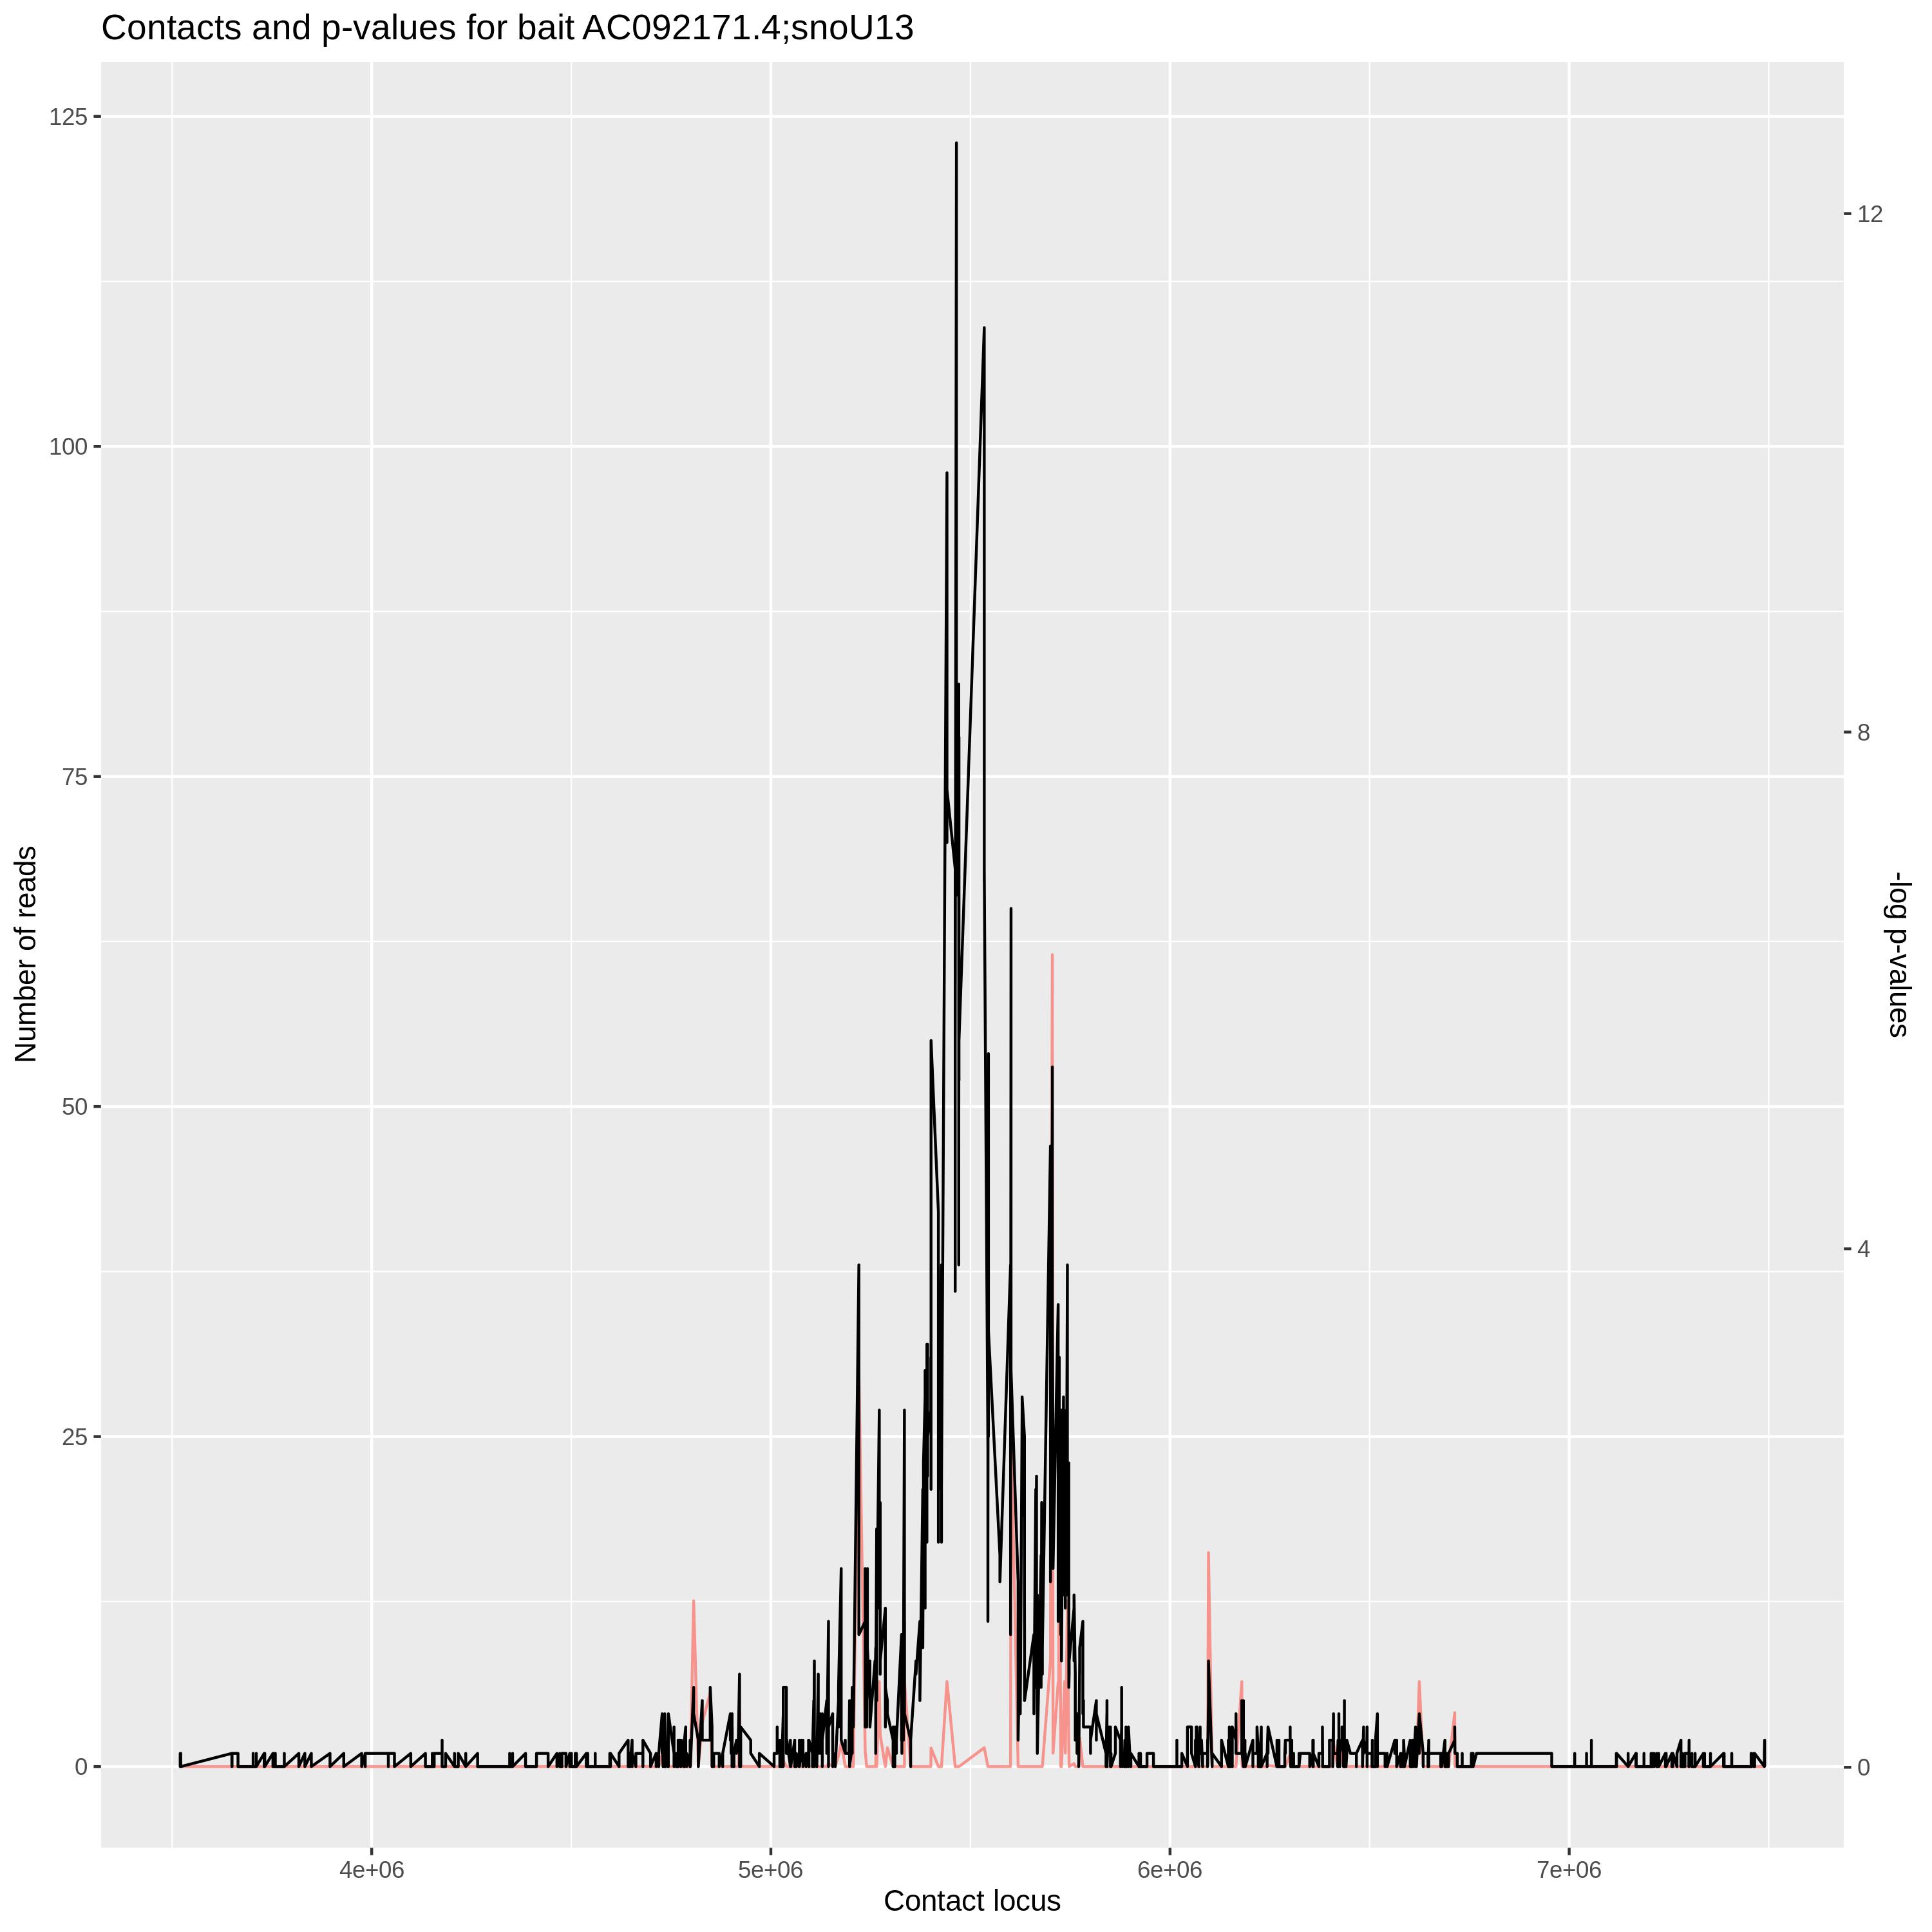 Contacts and p-values for bait AC092171.4;snoU13
125
100
75
50
25
0
12
8
4
0
Number of reads
-log p-values
4e+06
5e+06
6e+06
7e+06
Contact locus